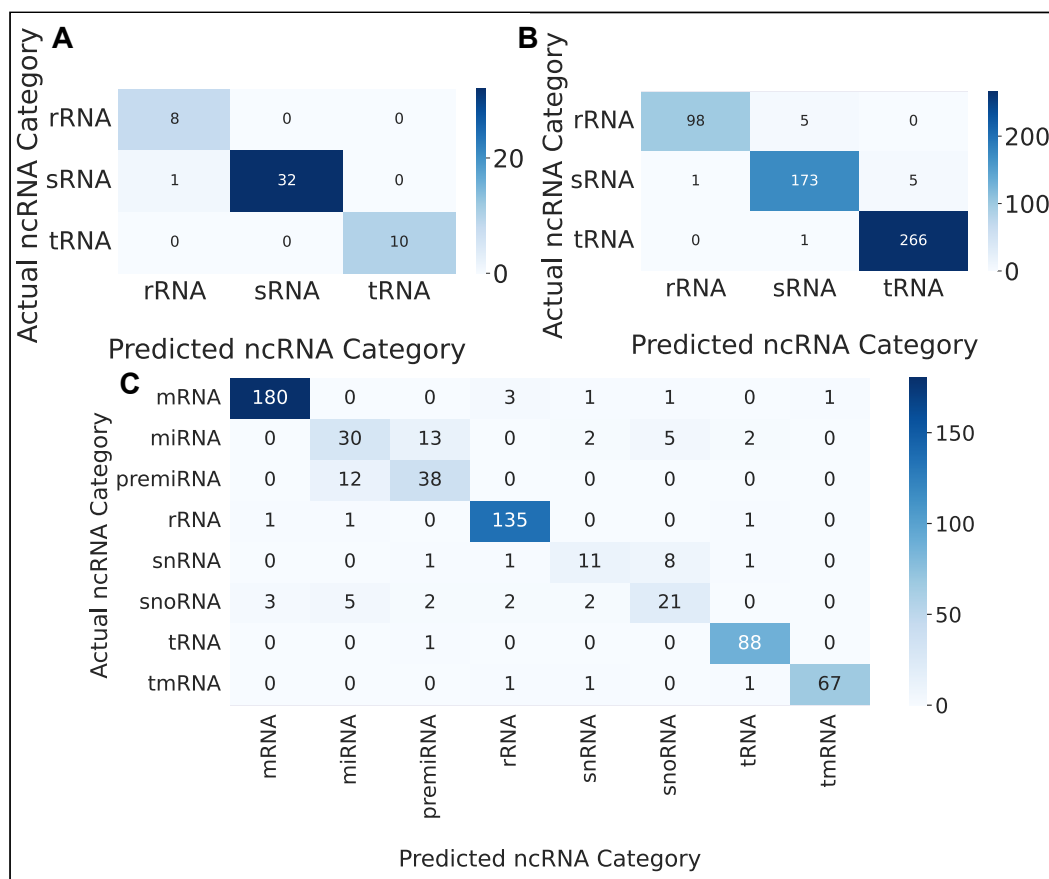 A
Actual ncRNA Category
rRNA 8 0 0
sRNA 1 32 0
tRNA 0 0 10
rRNA sRNA tRNA
Predicted ncRNA Category
20
0
B
Actual ncRNA Category
rRNA 98 5 0
sRNA 1 173 5
tRNA 0 1 266
rRNA sRNA tRNA
Predicted ncRNA Category
200
100
0
C
Actual ncRNA Category
mRNA 180 0 0 3 1 1 0 1
miRNA 0 30 13 0 2 5 2 0
premiRNA 0 12 38 0 0 0 0 0
rRNA 1 1 0 135 0 0 1 0
snRNA 0 0 1 1 11 8 1 0
snoRNA 3 5 2 2 2 21 0 0
tRNA 0 0 1 0 0 0 88 0
tmRNA 0 0 0 1 1 0 1 67
mRNA miRNA premiRNA rRNA snRNA snoRNA tRNA tmRNA
Predicted ncRNA Category
150
100
50
0